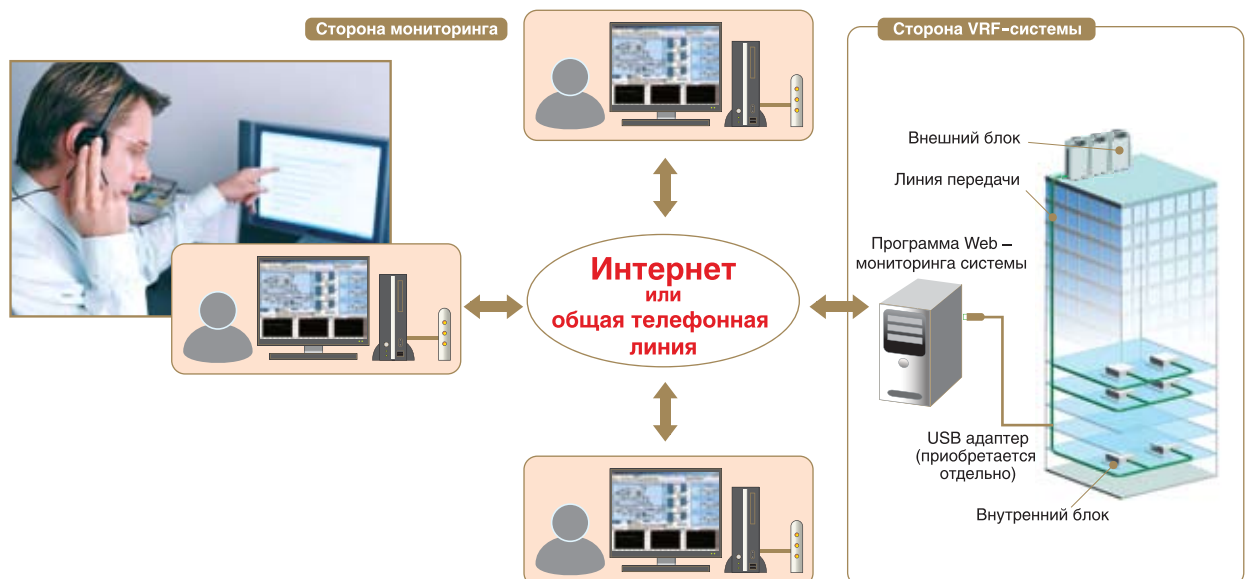 Сторона мониторинга
Сторона VRF-системы
Внешний блок
Линия передачи
Программа Web –
мониторинга системы
Интернет
или
общая телефонная
линия
USB адаптер
(приобретается
отдельно)
Внутренний блок